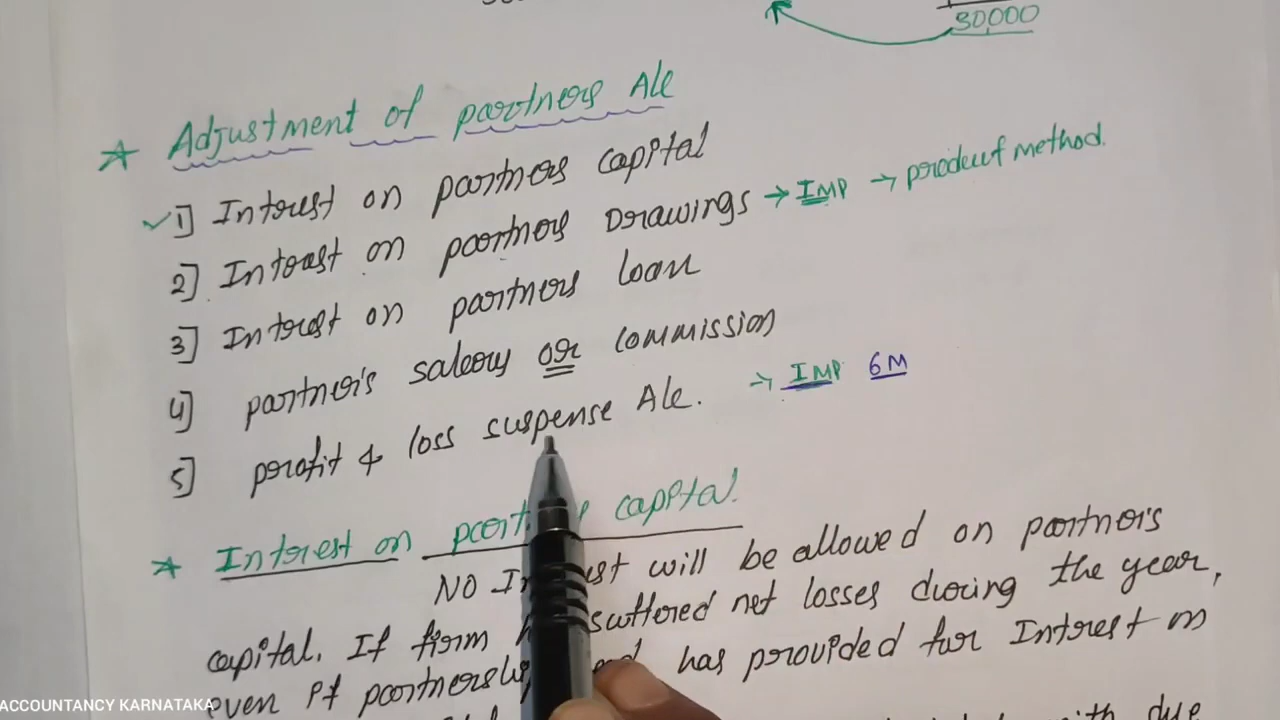 30000
★ Adjustment of partners A/c
✓ 1] Interest on partners capital
2] Interest on partners Drawings → IMP → product method.
3] Interest on partners loan
4] partner's salary or commission
5] profit & loss suspense A/c. → IMP 6M
★ Interest on capital.
NO will be allowed on partner's
capital. If firm suffered net losses during the year,
even if has provided for Interest on
due
ACCOUNTANCY KARNATAKA